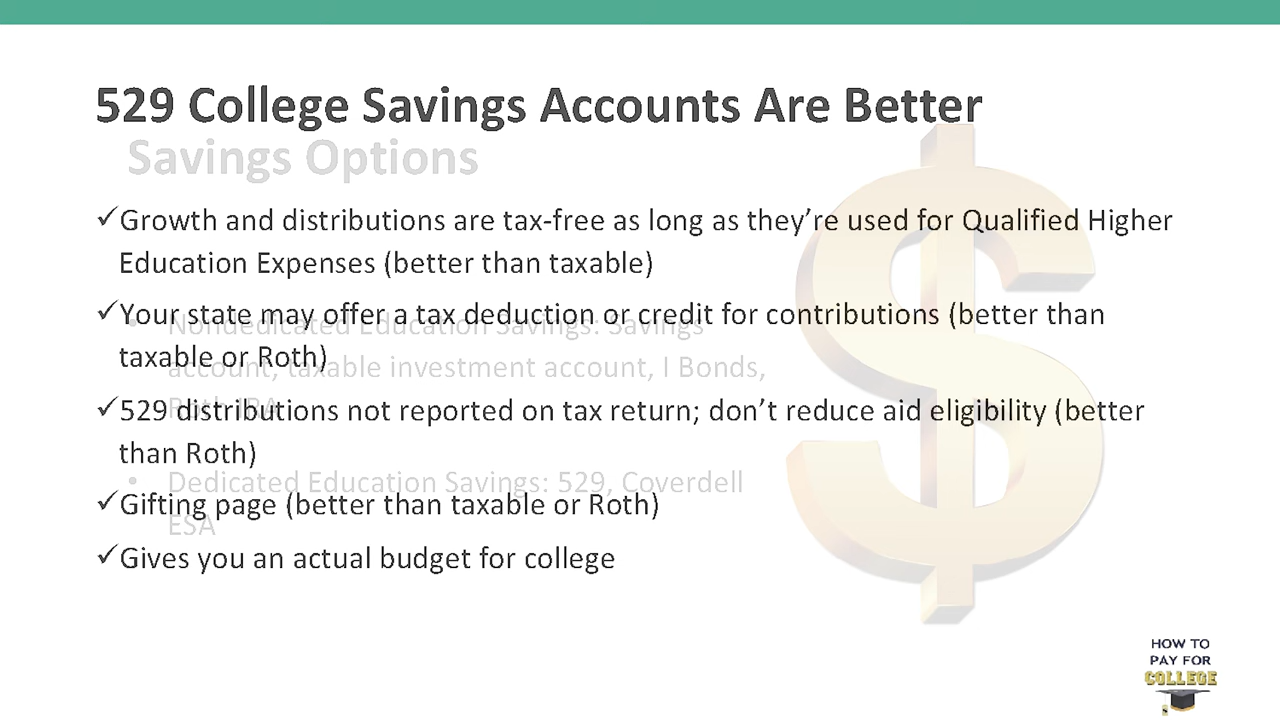 529 College Savings Accounts Are Better
Savings Options
✓Growth and distributions are tax-free as long as they’re used for Qualified Higher
Education Expenses (better than taxable)
✓Your state may offer a tax deduction or credit for contributions (better than
taxable or Roth)
✓529 distributions not reported on tax return; don’t reduce aid eligibility (better
than Roth)
✓Gifting page (better than taxable or Roth)
✓Gives you an actual budget for college
• Nondedicated Education Savings: Savings
account, taxable investment account, I Bonds,
Roth IRA
• Dedicated Education Savings: 529, Coverdell
ESA
HOW TO
PAY FOR
COLLEGE